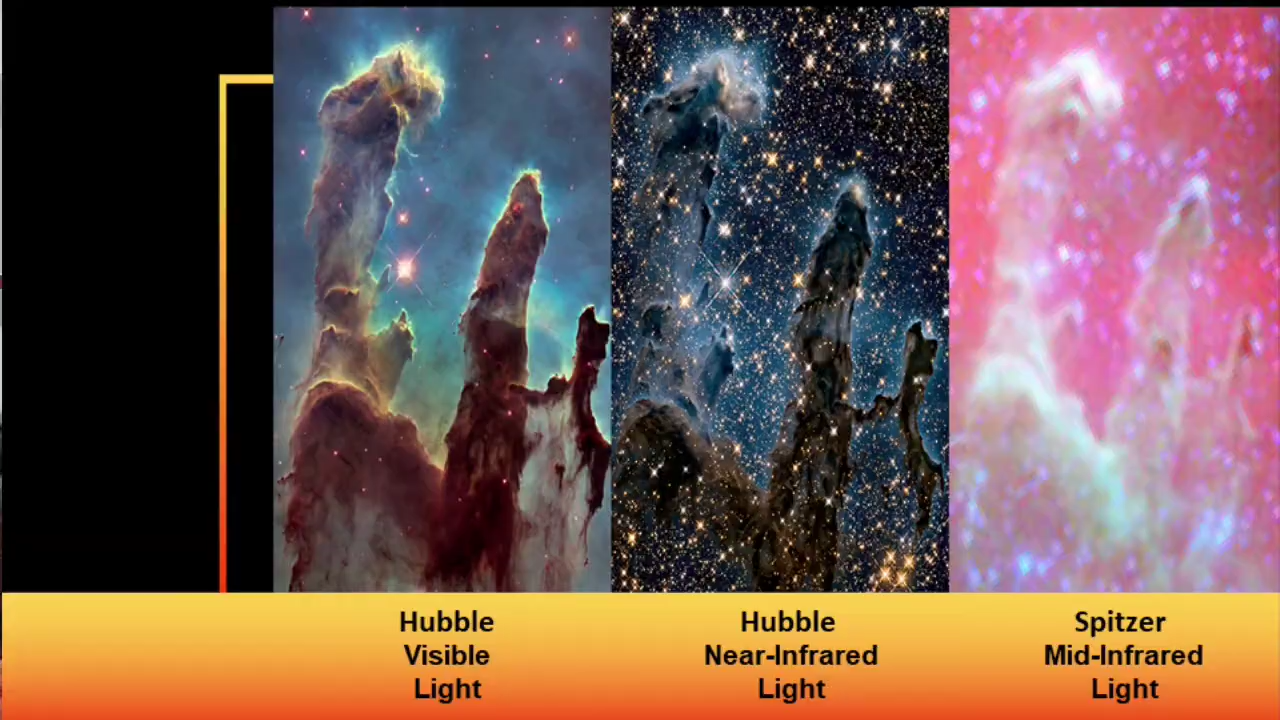 Hubble
Visible
Light
Hubble
Near-Infrared
Light
Spitzer
Mid-Infrared
Light